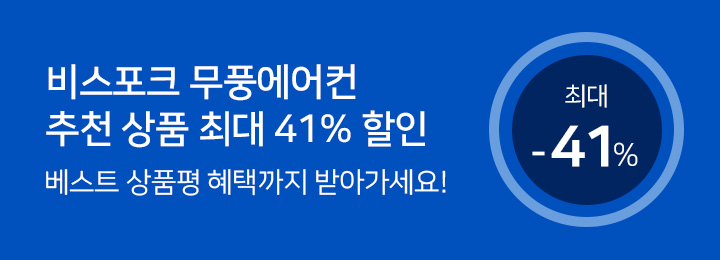 비스포크 무풍에어컨
추천 상품 최대 41% 할인
베스트 상품평 혜택까지 받아가세요!
최대
-41%